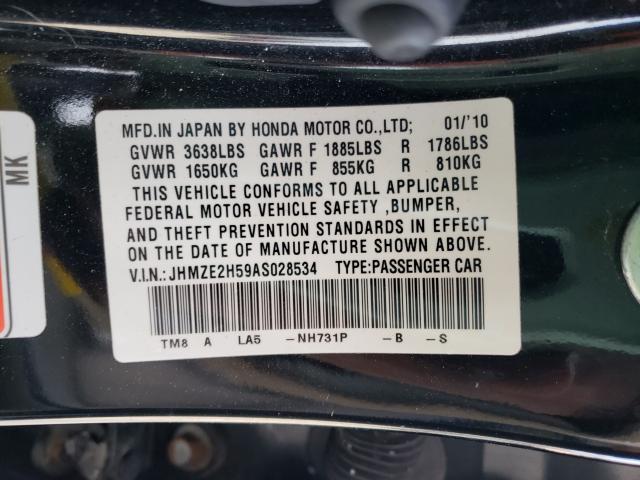 MK
MFD.IN JAPAN BY HONDA MOTOR CO.,LTD; 01/'10
GVWR 3638LBS GAWR F 1885LBS R 1786LBS
GVWR 1650KG GAWR F 855KG R 810KG
THIS VEHICLE CONFORMS TO ALL APPLICABLE
FEDERAL MOTOR VEHICLE SAFETY ,BUMPER,
AND THEFT PREVENTION STANDARDS IN EFFECT
ON THE DATE OF MANUFACTURE SHOWN ABOVE.
V.I.N.:JHMZE2H59AS028534 TYPE:PASSENGER CAR
TM8 A LA5 -NH731P -B -S